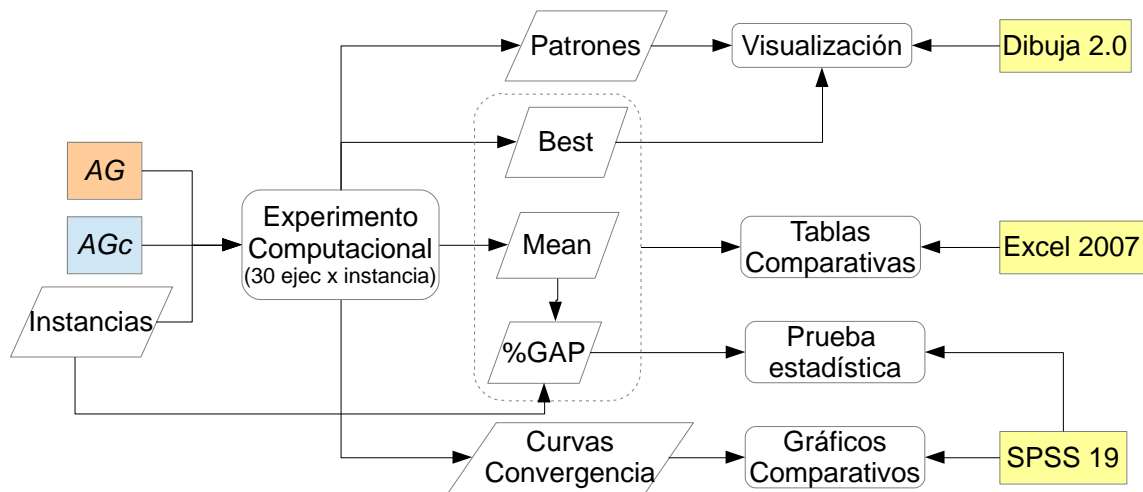 Patrones
Visualización
Dibuja 2.0
Best
AG
AGc
Instancias
Experimento
Computacional
(30 ejec x instancia)
Mean
Tablas
Comparativas
Excel 2007
%GAP
Prueba
estadística
Curvas
Convergencia
Gráficos
Comparativos
SPSS 19